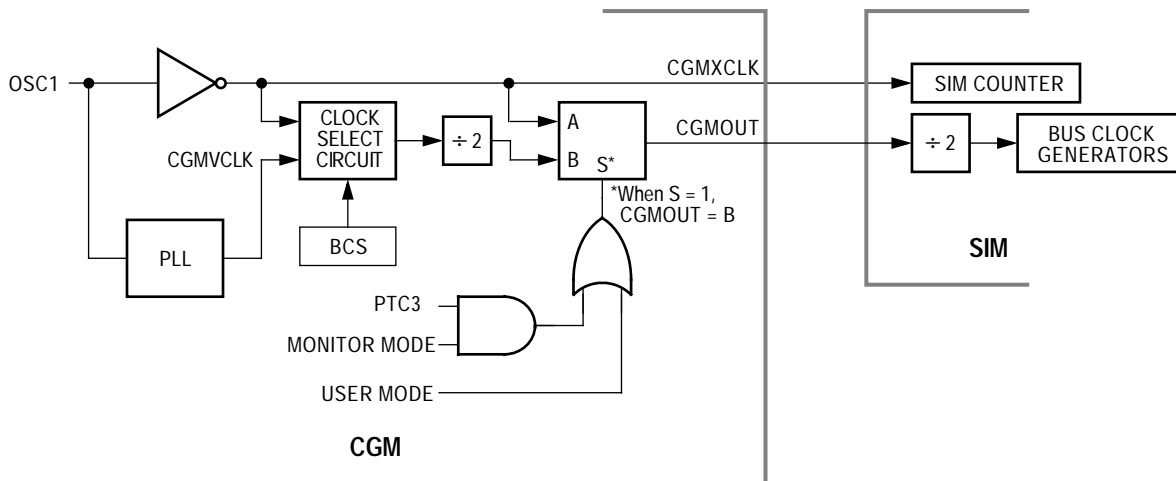 OSC1
CGMXCLK
SIM COUNTER
CLOCK
SELECT
CIRCUIT
÷ 2
A
B
S*
CGMOUT
÷ 2
BUS CLOCK
GENERATORS
CGMVCLK
*When S = 1,
CGMOUT = B
BCS
PLL
SIM
PTC3
MONITOR MODE
USER MODE
CGM